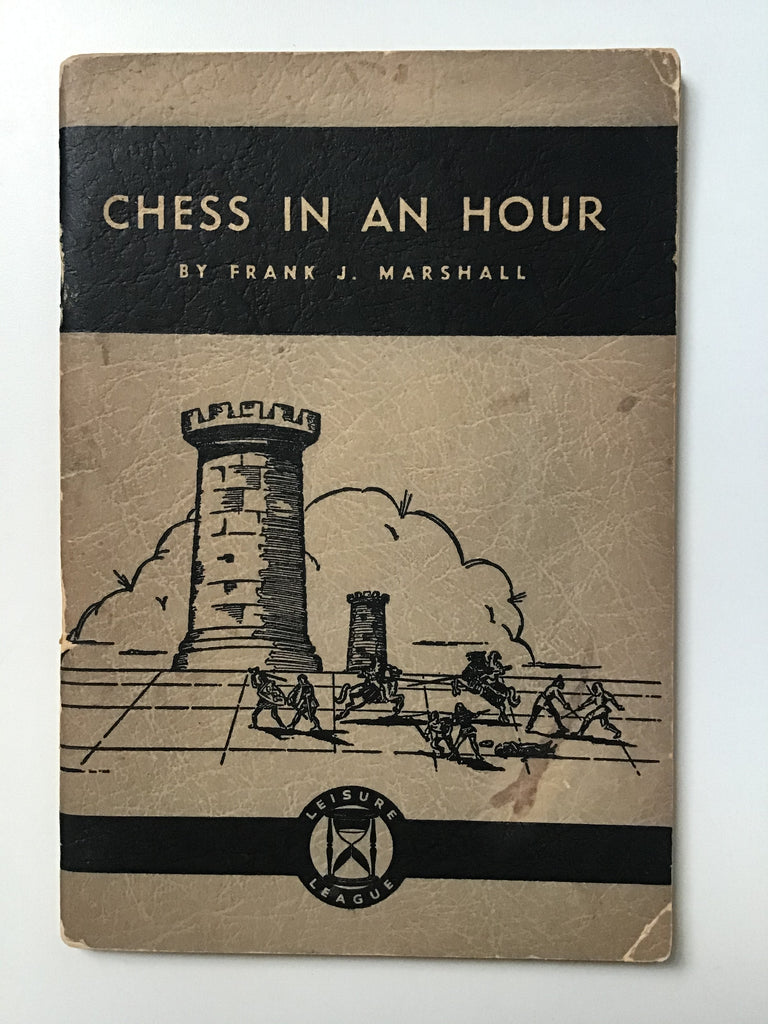 CHESS IN AN HOUR
BY FRANK J. MARSHALL
LEISURE
LEAGUE